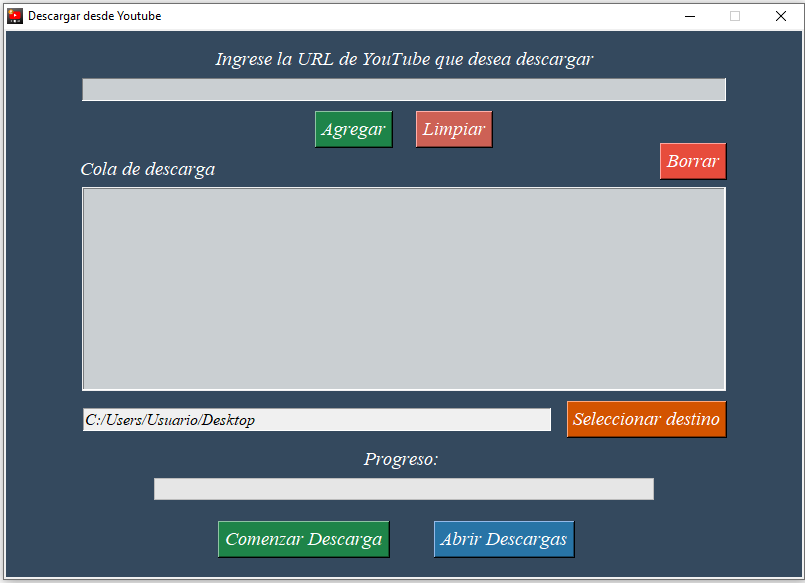 Descargar desde Youtube
Ingrese la URL de YouTube que desea descargar
Agregar
Limpiar
Borrar
Cola de descarga
C:/Users/Usuario/Desktop
Seleccionar destino
Progreso:
Comenzar Descarga
Abrir Descargas